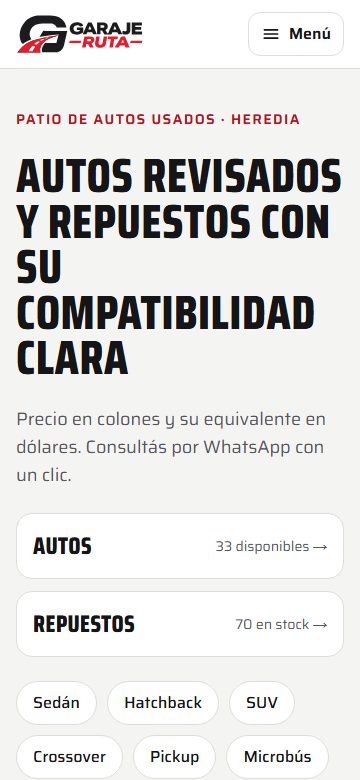 GARAJE
RUTA
Menú
PATIO DE AUTOS USADOS · HEREDIA
AUTOS REVISADOS
Y REPUESTOS CON
SU
COMPATIBILIDAD
CLARA
Precio en colones y su equivalente en
dólares. Consultás por WhatsApp con
un clic.
AUTOS 33 disponibles →
REPUESTOS 70 en stock →
Sedán Hatchback SUV
Crossover Pickup Microbús